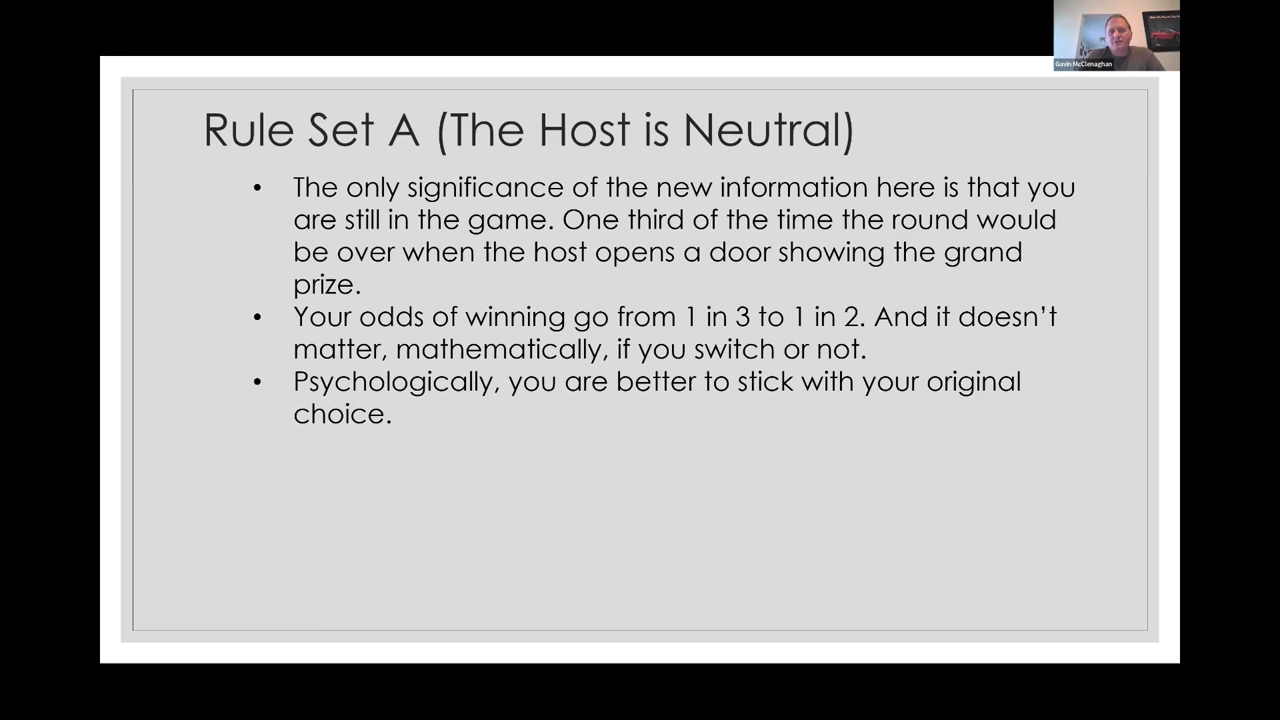 Gavin McClenaghan
Rule Set A (The Host is Neutral)
• The only significance of the new information here is that you
are still in the game. One third of the time the round would
be over when the host opens a door showing the grand
prize.
• Your odds of winning go from 1 in 3 to 1 in 2. And it doesn’t
matter, mathematically, if you switch or not.
• Psychologically, you are better to stick with your original
choice.